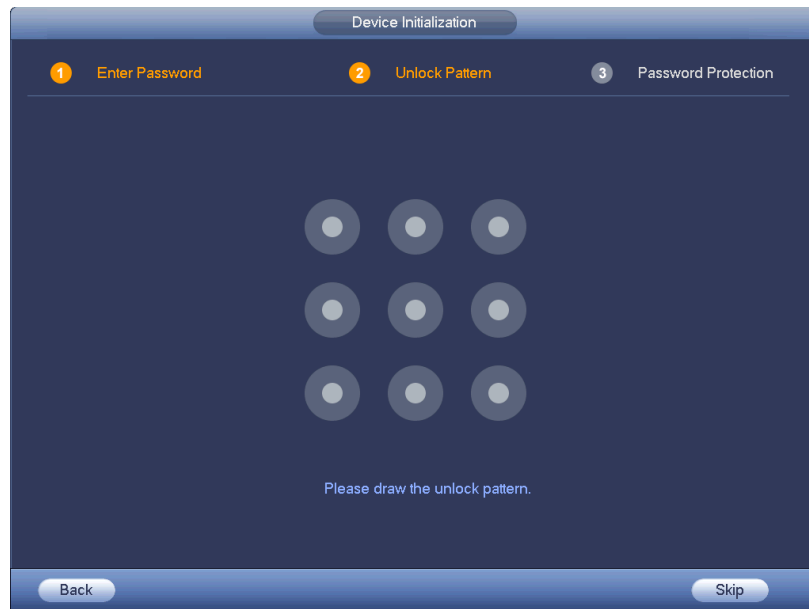 Device Initialization
1 Enter Password 2 Unlock Pattern 3 Password Protection
Please draw the unlock pattern.
Back Skip